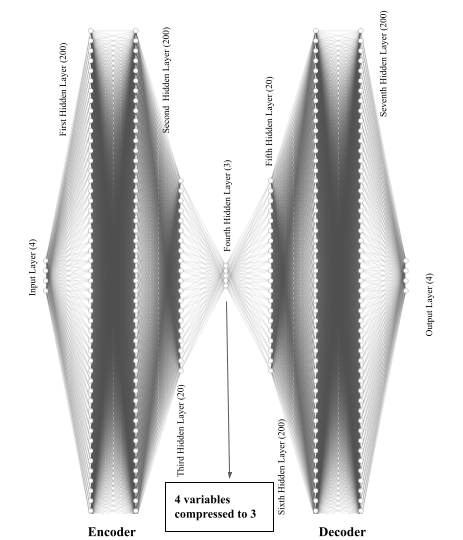 Input Layer (4)
First Hidden Layer (200)
Second Hidden Layer (200)
Third Hidden Layer (20)
Fourth Hidden Layer (3)
Fifth Hidden Layer (20)
Sixth Hidden Layer (200)
Seventh Hidden Layer (200)
Output Layer (4)
4 variables
compressed to 3
Encoder
Decoder